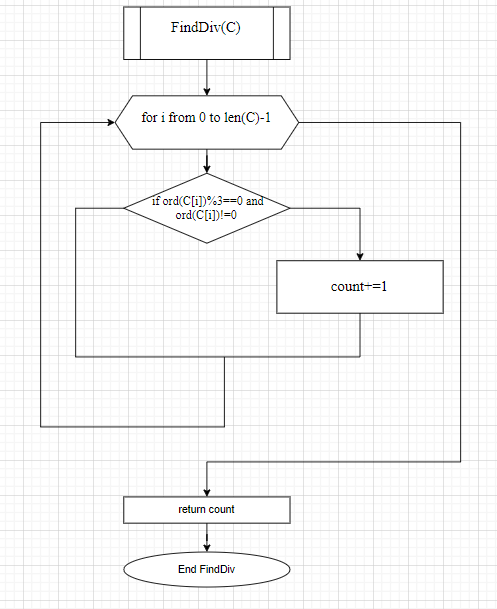 FindDiv(C)
for i from 0 to len(C)-1
if ord(C[i])%3==0 and
ord(C[i])!=0
count+=1
return count
End FindDiv